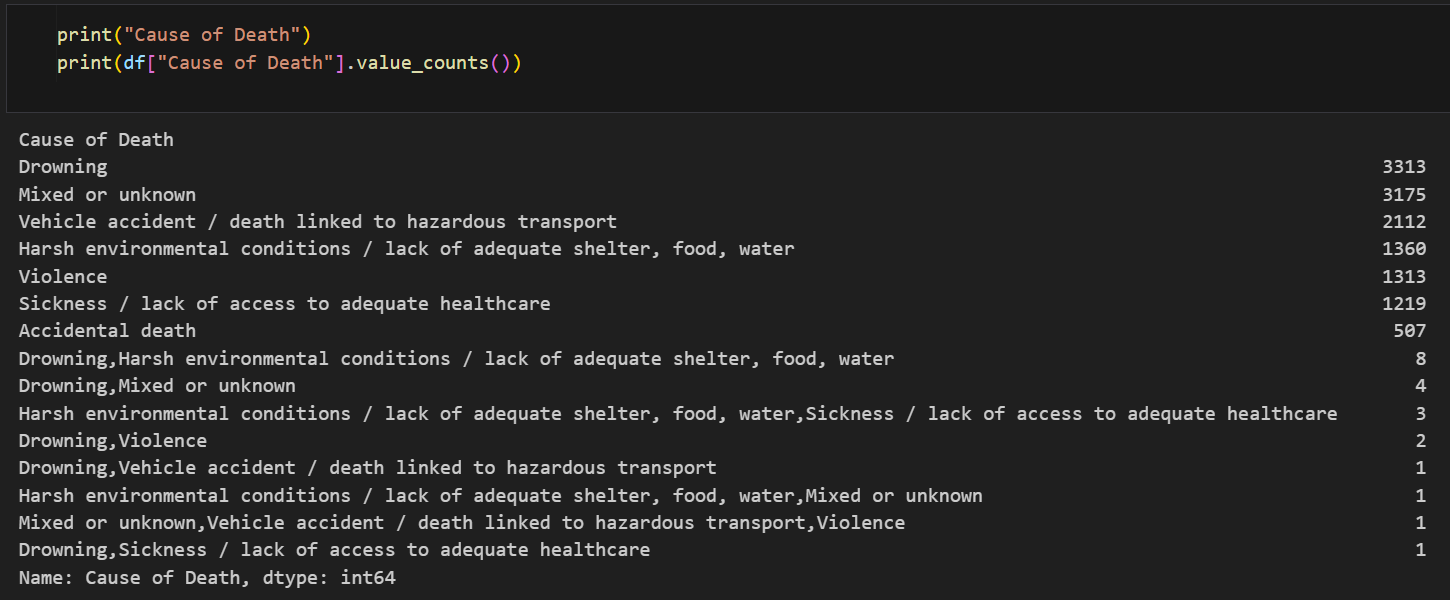 print("Cause of Death")
print(df["Cause of Death"].value_counts())
Cause of Death
Drowning 3313
Mixed or unknown 3175
Vehicle accident / death linked to hazardous transport 2112
Harsh environmental conditions / lack of adequate shelter, food, water 1360
Violence 1313
Sickness / lack of access to adequate healthcare 1219
Accidental death 507
Drowning,Harsh environmental conditions / lack of adequate shelter, food, water 8
Drowning,Mixed or unknown 4
Harsh environmental conditions / lack of adequate shelter, food, water,Sickness / lack of access to adequate healthcare 3
Drowning,Violence 2
Drowning,Vehicle accident / death linked to hazardous transport 1
Harsh environmental conditions / lack of adequate shelter, food, water,Mixed or unknown 1
Mixed or unknown,Vehicle accident / death linked to hazardous transport,Violence 1
Drowning,Sickness / lack of access to adequate healthcare 1
Name: Cause of Death, dtype: int64